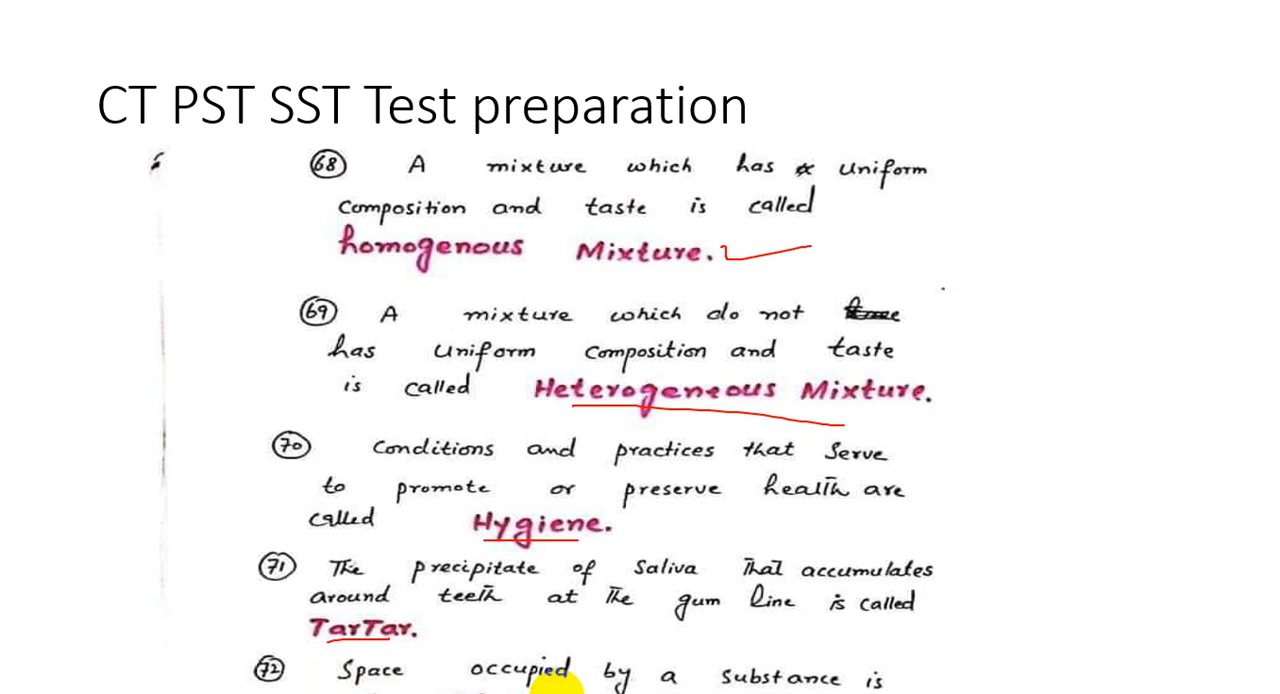 CT PST SST Test preparation
68 A mixture which has uniform
composition and taste is called
homogenous Mixture.
69 A mixture which do not
has uniform composition and taste
is called Heterogeneous Mixture.
70 Conditions and practices that serve
to promote or preserve health are
called Hygiene.
71 The precipitate of saliva that accumulates
around teeth at the gum line is called
TarTar.
72 Space occupied by a substance is